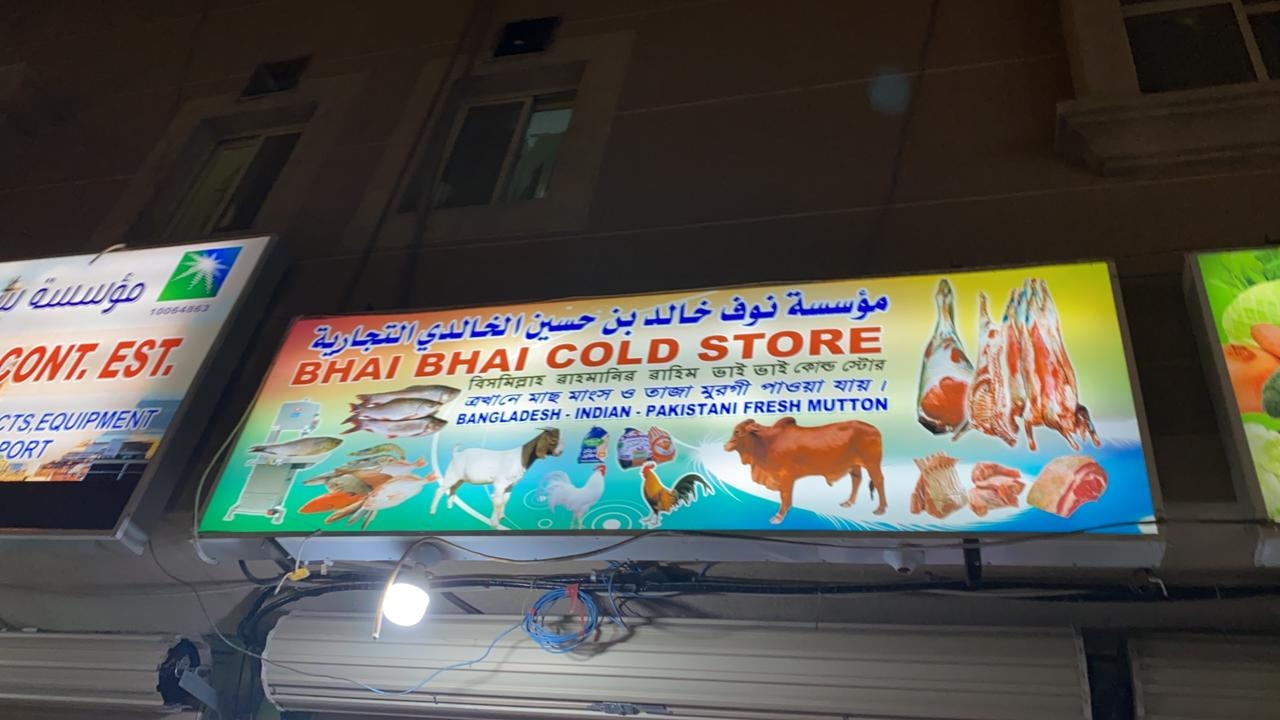 مؤسسة
10064863
CONT. EST.
CTS,EQUIPMENT
PORT
مؤسسة نوف خالد بن حسين الخالدي التجارية
BHAI BHAI COLD STORE
বিসমিল্লাহ ৱাহমানিৱ ৱাহিম ভাই ভাই কোল্ড স্টোর
ত্রখানে মাছ মাংস ও তাজা মুরগী পাওয়া যায় ।
BANGLADESH - INDIAN - PAKISTANI FRESH MUTTON